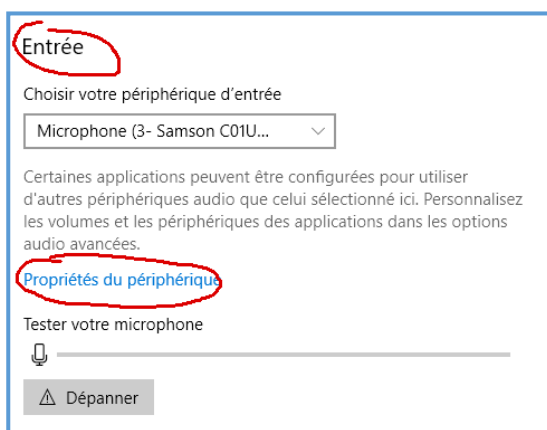 Entrée
Choisir votre périphérique d'entrée
Microphone (3- Samson C01U...
Certaines applications peuvent être configurées pour utiliser
d'autres périphériques audio que celui sélectionné ici. Personnalisez
les volumes et les périphériques des applications dans les options
audio avancées.
Propriétés du périphérique
Tester votre microphone
Dépanner